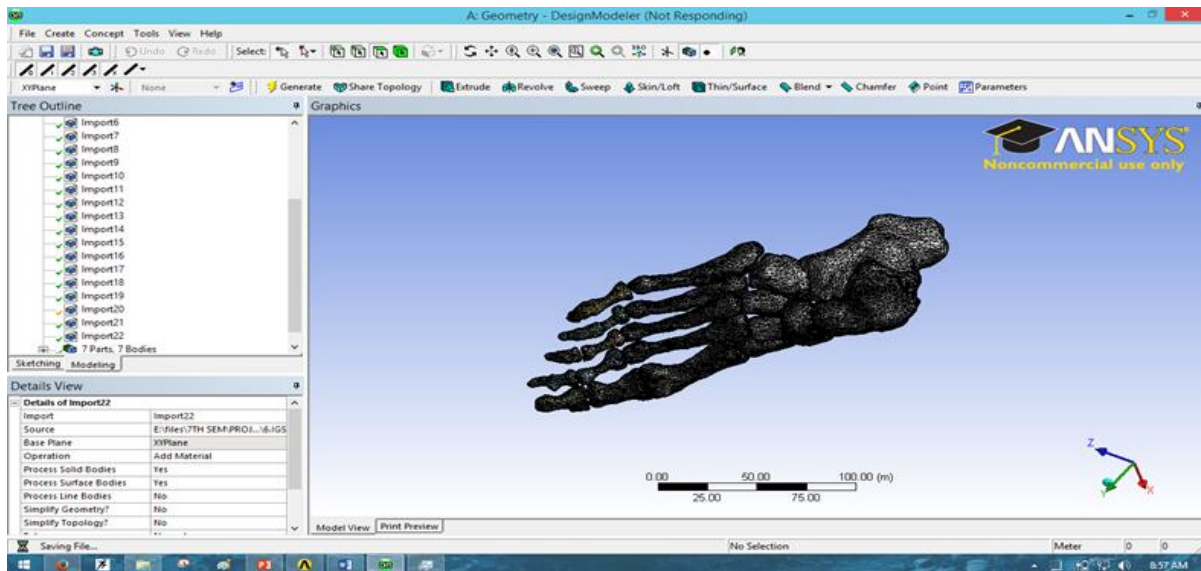 A: Geometry - DesignModeler (Not Responding)
File Create Concept Tools View Help
Undo Redo Select:
XYPlane None Generate Share Topology Extrude Revolve Sweep Skin/Loft Thin/Surface Blend Chamfer Point Parameters
Tree Outline
Import6
Import7
Import8
Import9
Import10
Import11
Import12
Import13
Import14
Import15
Import16
Import17
Import18
Import19
Import20
Import21
Import22
7 Parts, 7 Bodies
Sketching Modeling
Details View
Details of Import22
Import Import22
Source E:\files\7TH SEM\PROJ...\6.IGS
Base Plane XYPlane
Operation Add Material
Process Solid Bodies Yes
Process Surface Bodies Yes
Process Line Bodies No
Simplify Geometry? No
Simplify Topology? No
Graphics
ANSYS
Noncommercial use only
0.00 50.00 100.00 (m)
25.00 75.00
Z
Y
X
Model View Print Preview
Saving File... No Selection Meter 0 0
8:57 AM